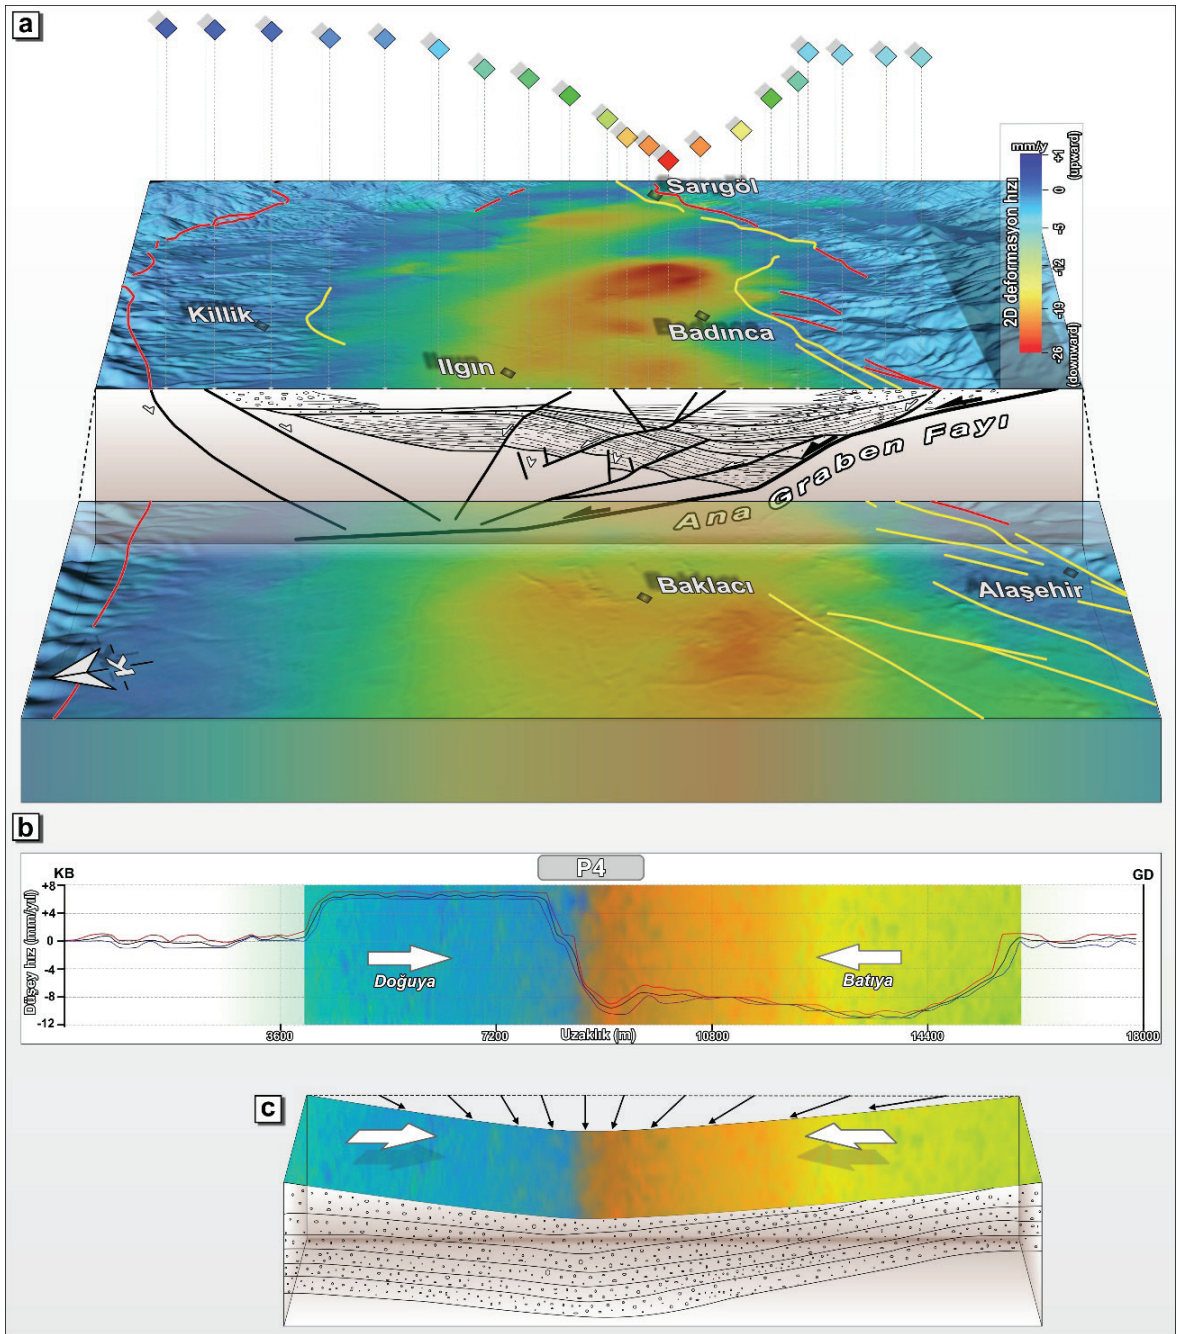 a
mm/y
+1
(upward)
0
-5
-12
-19
-26
(downward)
2D deformasyon hızı
Sarıgöl
Killik
Badınca
Ilgın
Ana Graben Fayı
Baklacı
Alaşehir
K
b
P4
KB
GD
Düşey hız (mm/yıl)
+8
+4
0
-4
-8
-12
Doğuya
Batıya
3600
7200
Uzaklık (m)
10800
14400
18000
c